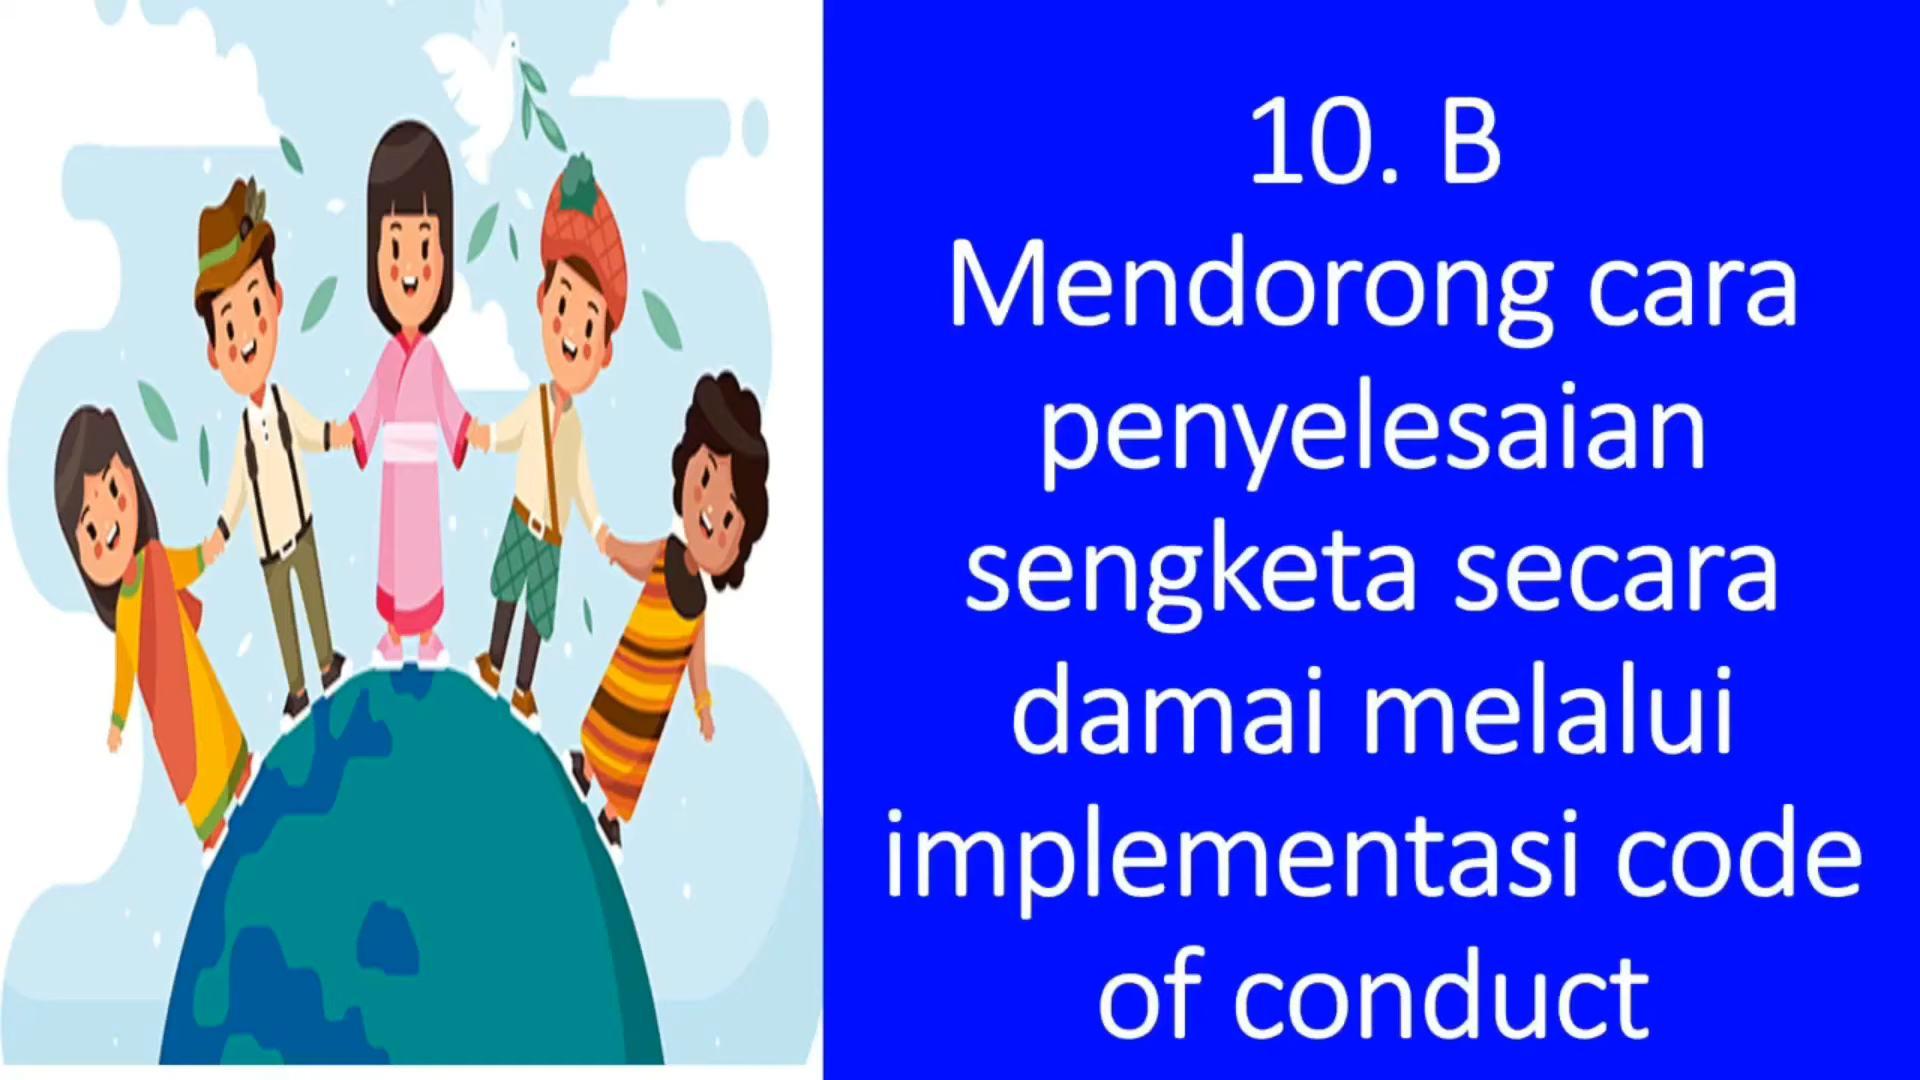 10. B
Mendorong cara
penyelesaian
sengketa secara
damai melalui
implementasi code
of conduct